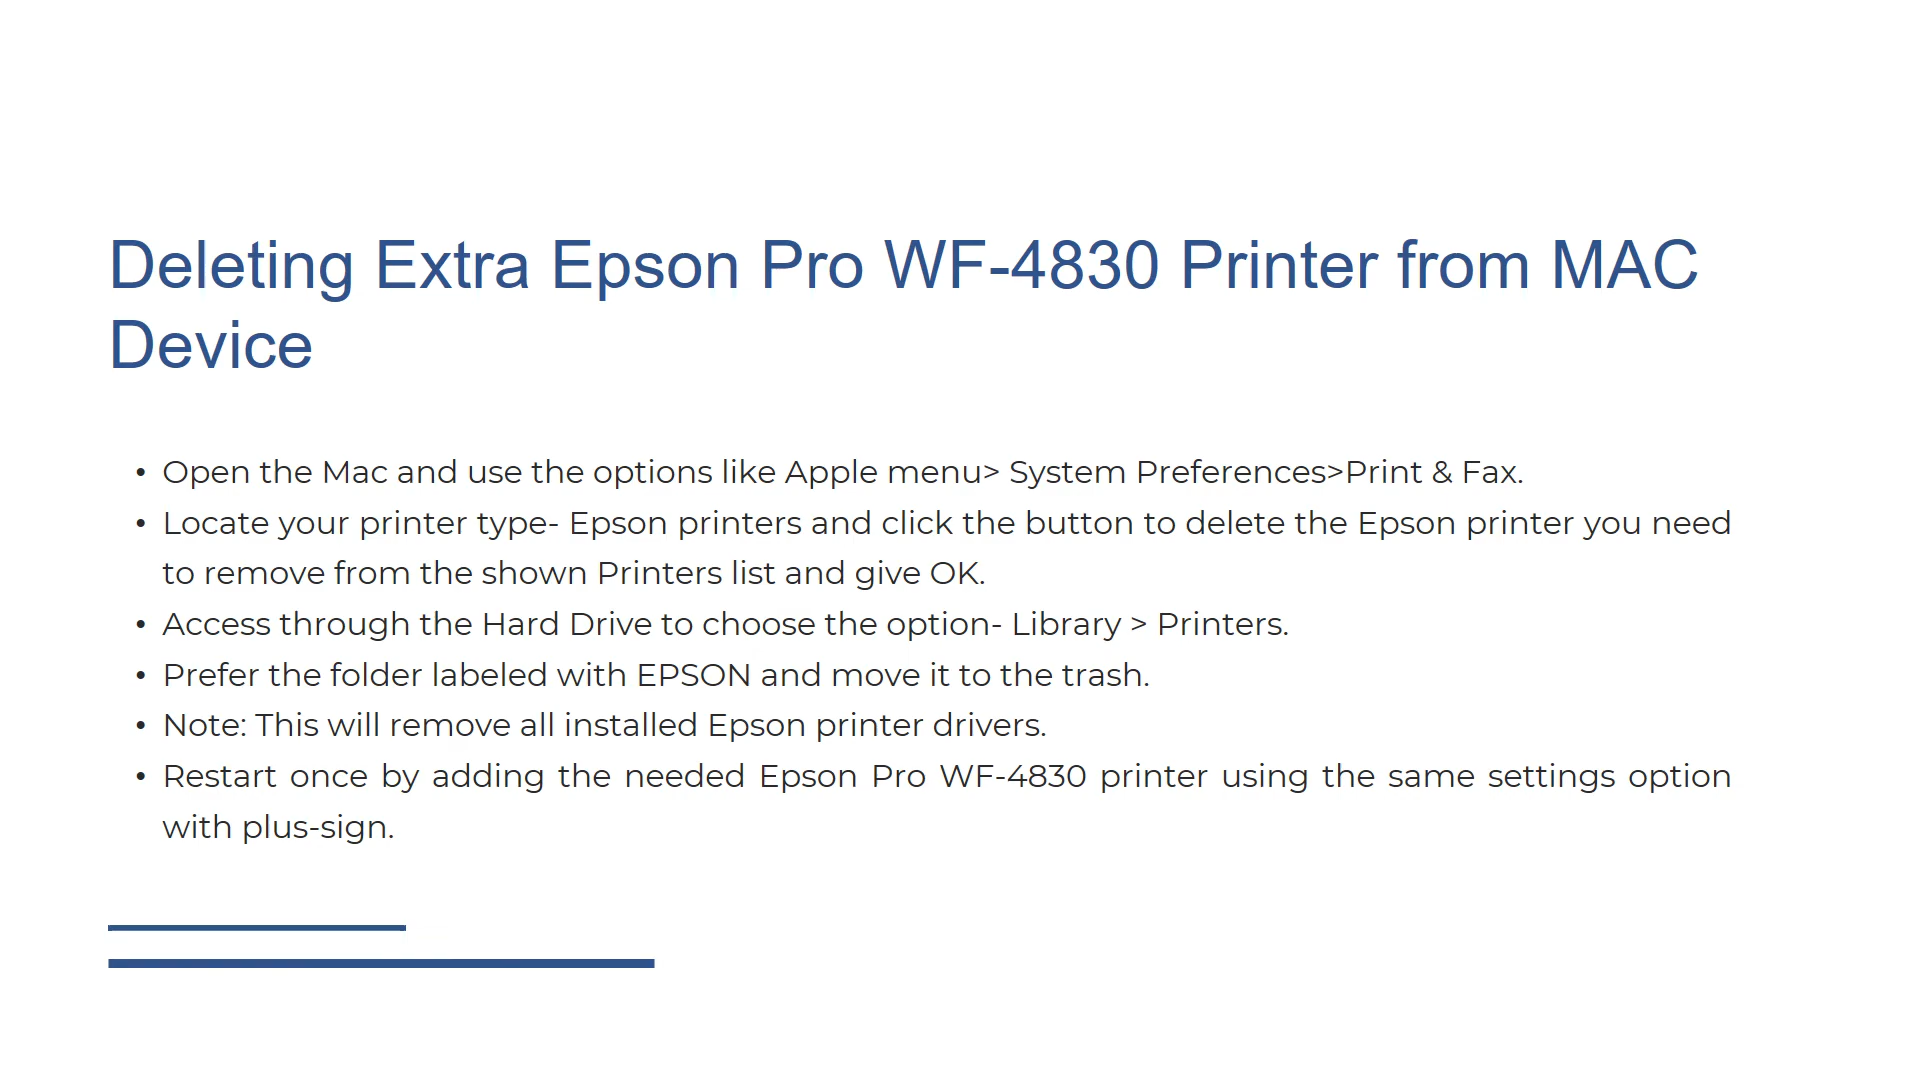 Deleting Extra Epson Pro WF-4830 Printer from MAC
Device
• Open the Mac and use the options like Apple menu> System Preferences>Print & Fax.
• Locate your printer type- Epson printers and click the button to delete the Epson printer you need
to remove from the shown Printers list and give OK.
• Access through the Hard Drive to choose the option- Library > Printers.
• Prefer the folder labeled with EPSON and move it to the trash.
• Note: This will remove all installed Epson printer drivers.
• Restart once by adding the needed Epson Pro WF-4830 printer using the same settings option
with plus-sign.